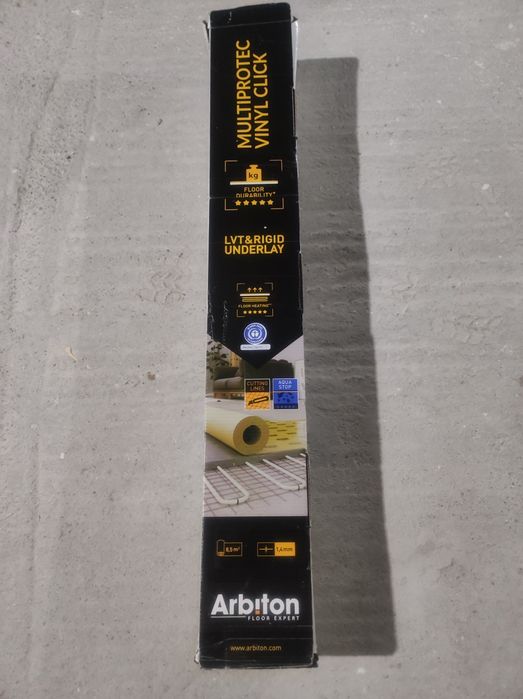 MULTIPROTEC
VINYL CLICK
kg
FLOOR
DURABILITY*
LVT&RIGID
UNDERLAY
FLOOR HEATING**
CUTTING
LINES
AQUA
STOP
8,5 m²
1,4 mm
Arbiton
FLOOR EXPERT
www.arbiton.com